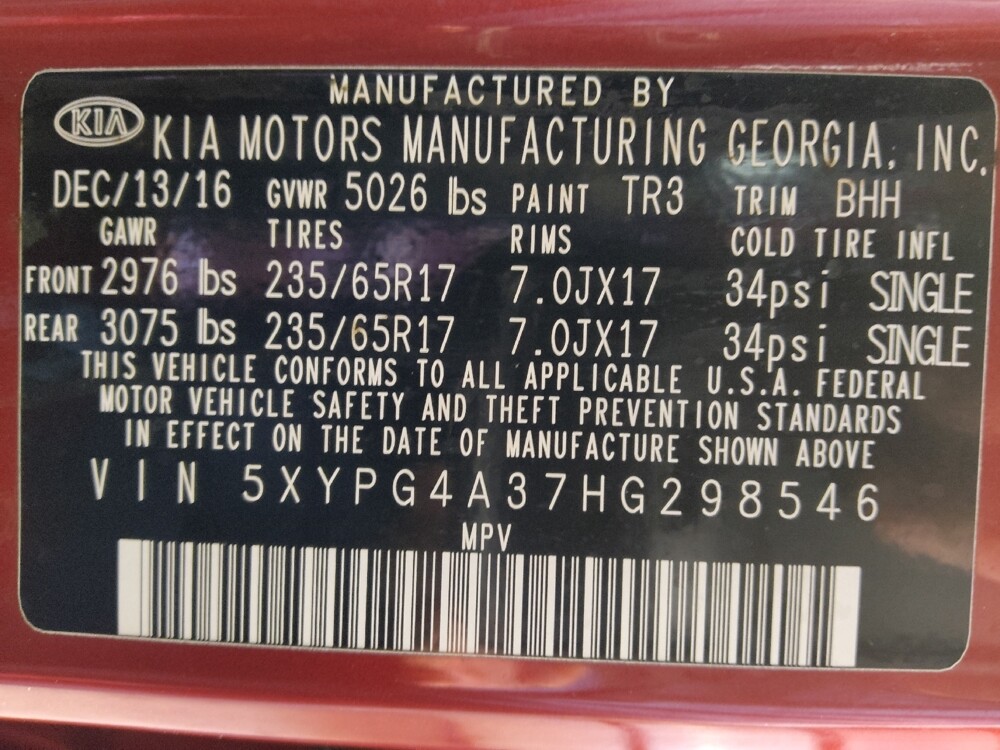 MANUFACTURED BY
KIA KIA MOTORS MANUFACTURING GEORGIA, INC.
DEC/13/16 GVWR 5026 lbs PAINT TR3 TRIM BHH
GAWR TIRES RIMS COLD TIRE INFL
FRONT 2976 lbs 235/65R17 7.0JX17 34psi SINGLE
REAR 3075 lbs 235/65R17 7.0JX17 34psi SINGLE
THIS VEHICLE CONFORMS TO ALL APPLICABLE U.S.A. FEDERAL
MOTOR VEHICLE SAFETY AND THEFT PREVENTION STANDARDS
IN EFFECT ON THE DATE OF MANUFACTURE SHOWN ABOVE
VIN 5XYPG4A37HG298546
MPV